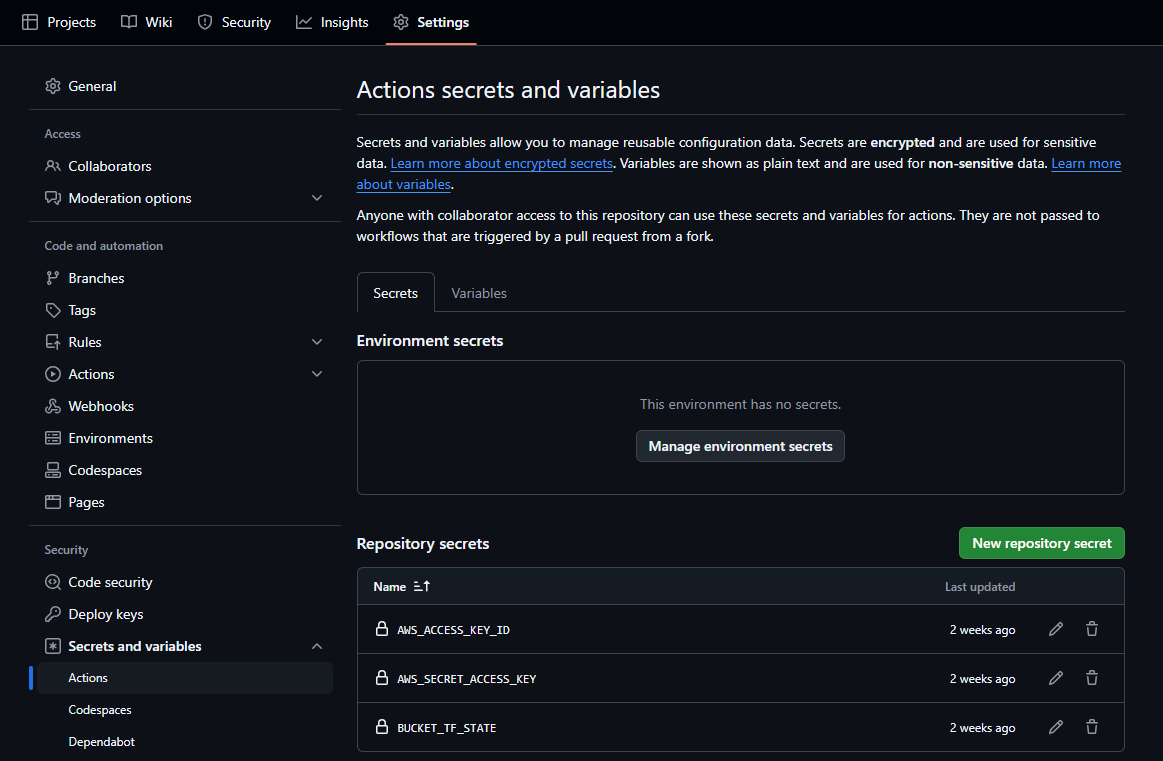 Projects
Wiki
Security
Insights
Settings
General
Access
Collaborators
Moderation options
Code and automation
Branches
Tags
Rules
Actions
Webhooks
Environments
Codespaces
Pages
Security
Code security
Deploy keys
Secrets and variables
Actions
Codespaces
Dependabot
Actions secrets and variables
Secrets and variables allow you to manage reusable configuration data. Secrets are encrypted and are used for sensitive
data. Learn more about encrypted secrets. Variables are shown as plain text and are used for non-sensitive data. Learn more
about variables.
Anyone with collaborator access to this repository can use these secrets and variables for actions. They are not passed to
workflows that are triggered by a pull request from a fork.
Secrets
Variables
Environment secrets
This environment has no secrets.
Manage environment secrets
Repository secrets
New repository secret
Name
Last updated
AWS_ACCESS_KEY_ID
2 weeks ago
AWS_SECRET_ACCESS_KEY
2 weeks ago
BUCKET_TF_STATE
2 weeks ago